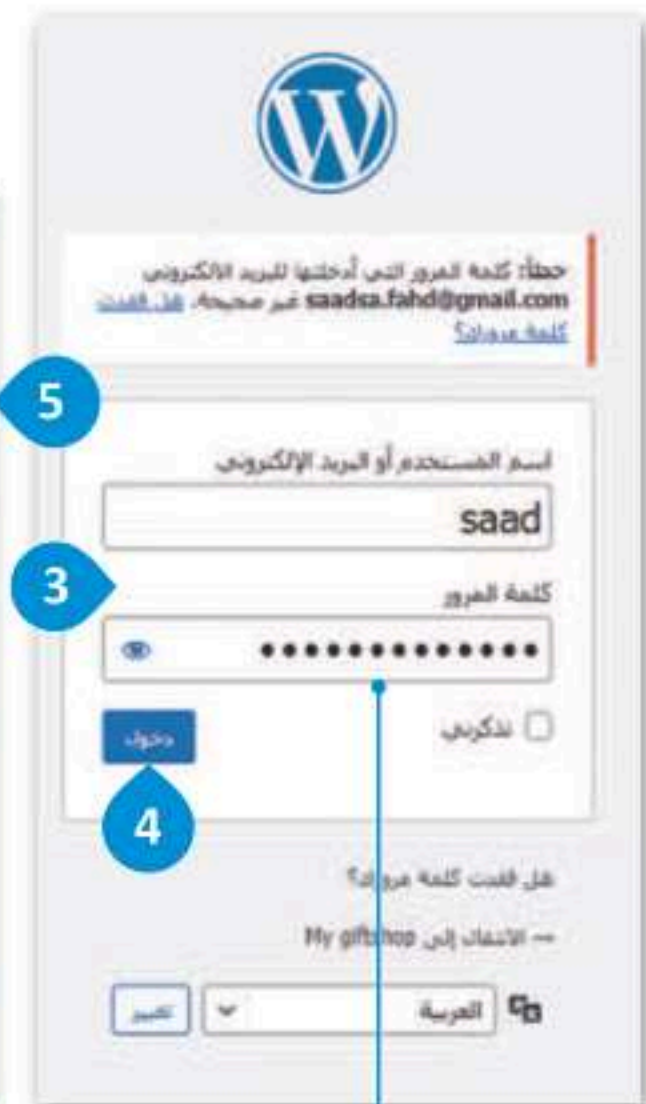 خطأ: كلمة المرور التي أدخلتها للبريد الالكتروني
saadsa.fahd@gmail.com غير صحيحة. هل فقدت
كلمة مرورك؟
5
اسم المستخدم أو البريد الإلكتروني
saad
3
كلمة المرور
•••••••••••••
تذكرني
دخول
4
هل فقدت كلمة مرورك؟
← الانتقال إلى My giftshop
العربية
تغيير